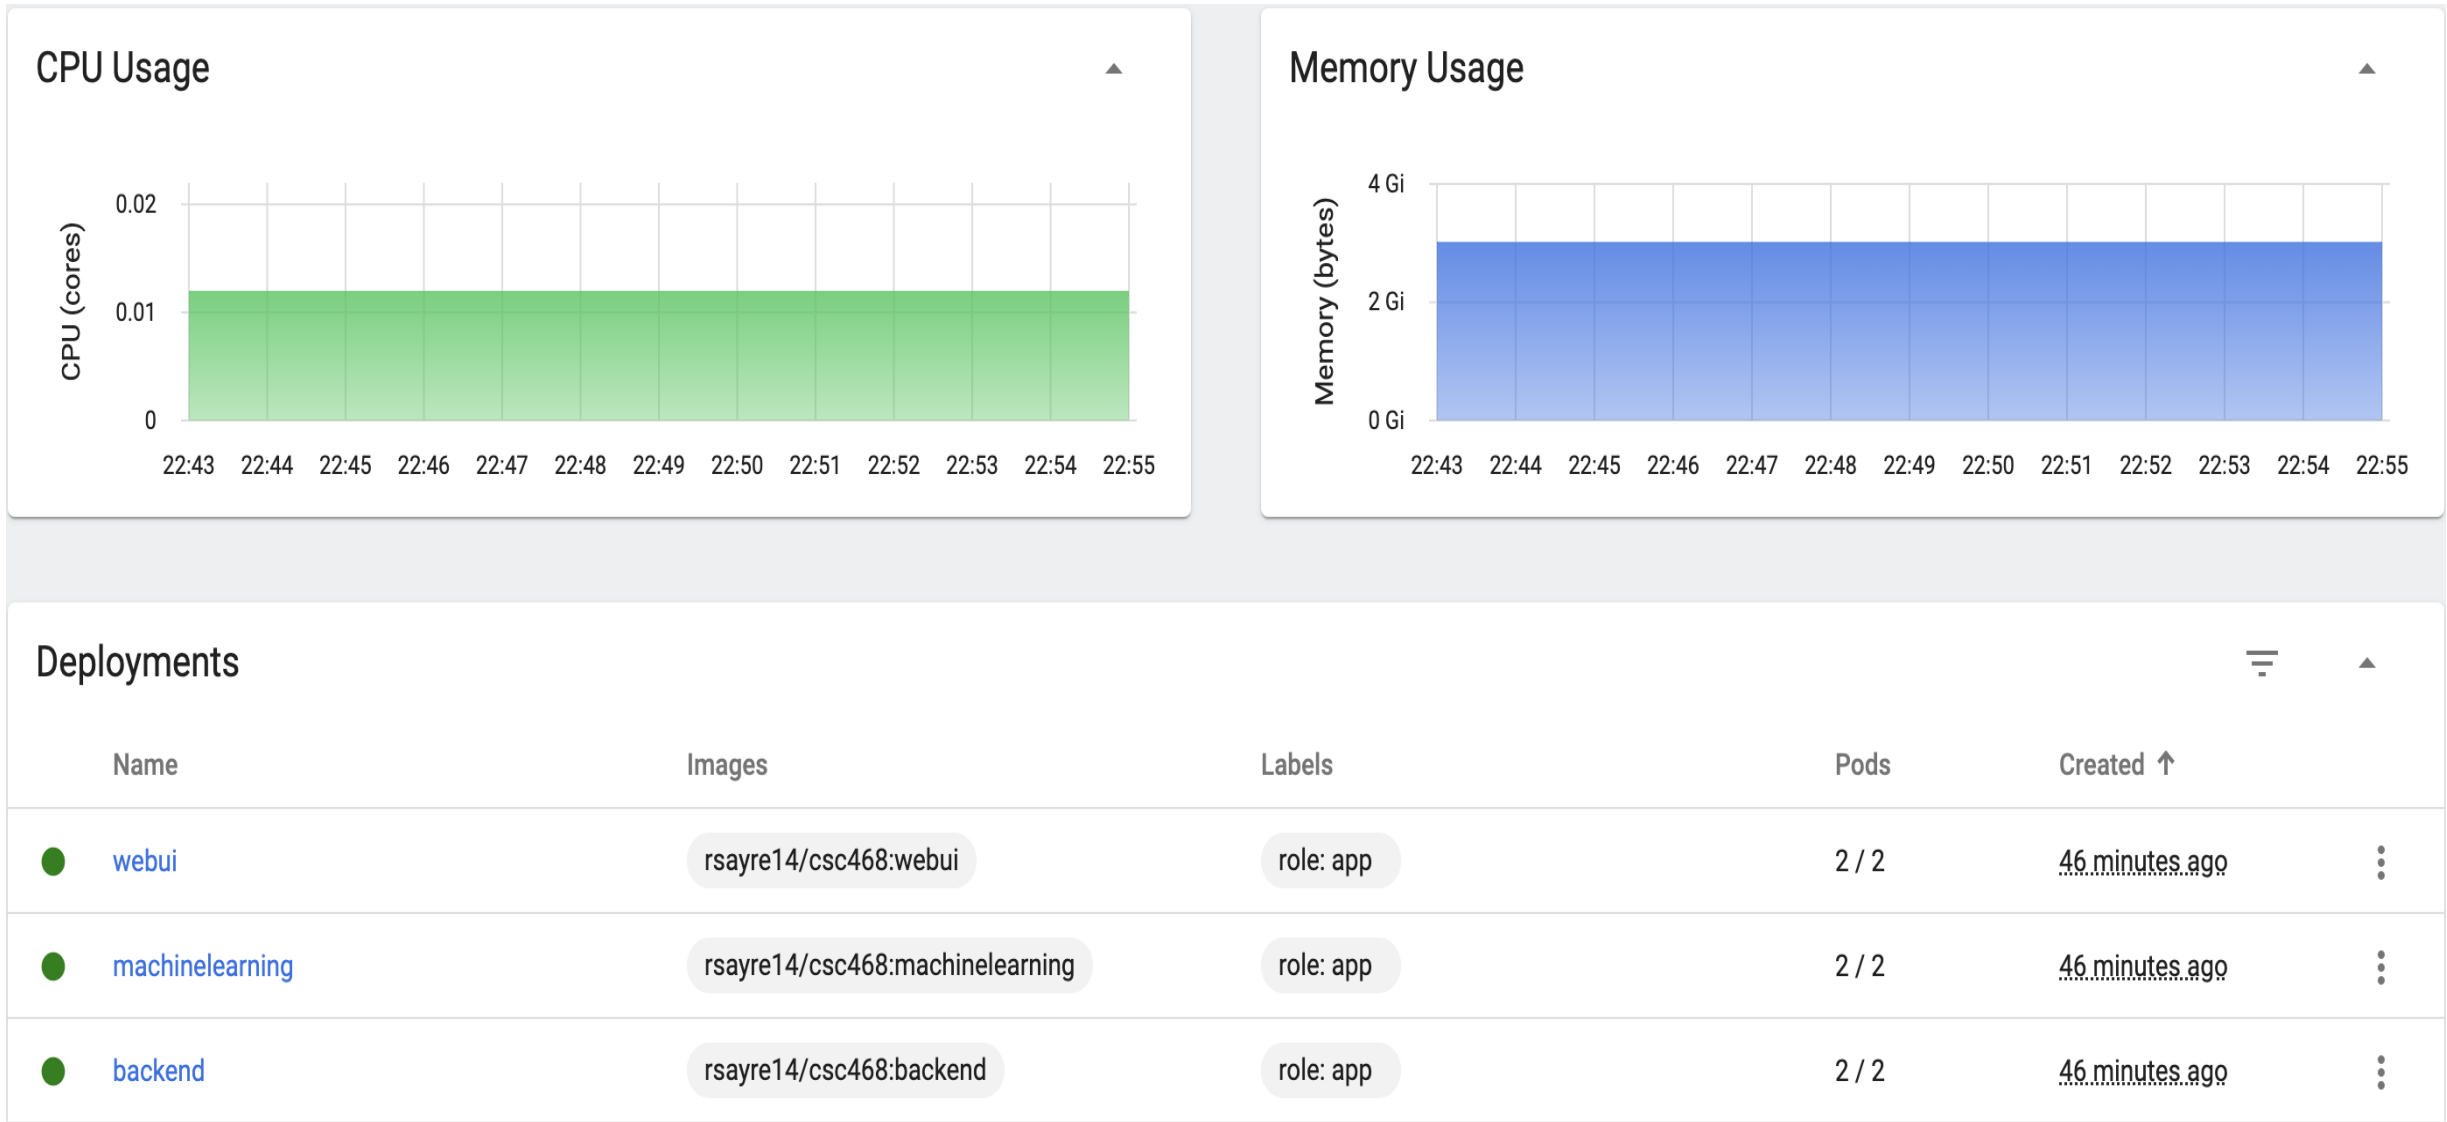 CPU Usage
CPU (cores)
0.02
0.01
0
22:43 22:44 22:45 22:46 22:47 22:48 22:49 22:50 22:51 22:52 22:53 22:54 22:55
Memory Usage
Memory (bytes)
4 Gi
2 Gi
0 Gi
22:43 22:44 22:45 22:46 22:47 22:48 22:49 22:50 22:51 22:52 22:53 22:54 22:55
Deployments
Name Images Labels Pods Created ↑
webui rsayre14/csc468:webui role: app 2 / 2 46 minutes ago
machinelearning rsayre14/csc468:machinelearning role: app 2 / 2 46 minutes ago
backend rsayre14/csc468:backend role: app 2 / 2 46 minutes ago